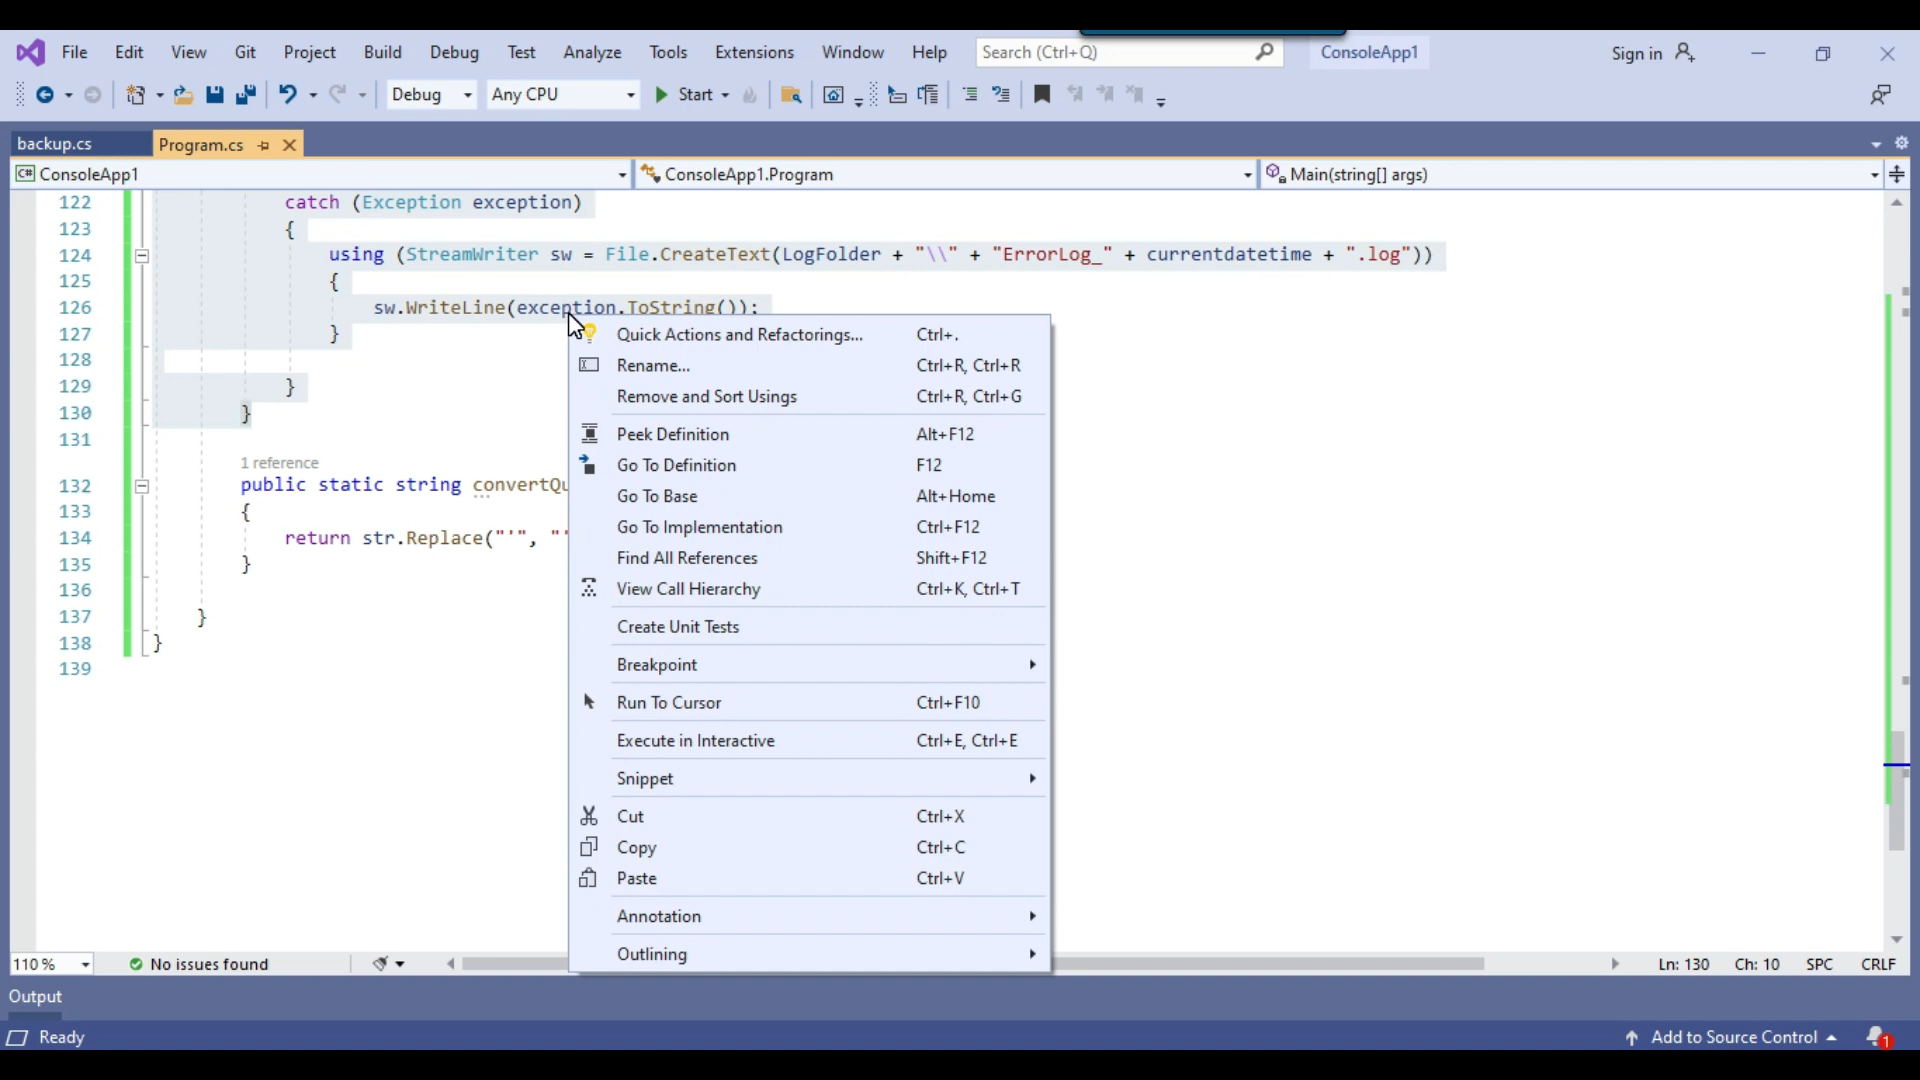 File Edit View Git Project Build Debug Test Analyze Tools Extensions Window Help Search (Ctrl+Q) ConsoleApp1 Sign in
Debug Any CPU Start
backup.cs Program.cs
C# ConsoleApp1 ConsoleApp1.Program Main(string[] args)
122 catch (Exception exception)
123 {
124 using (StreamWriter sw = File.CreateText(LogFolder + "\\" + "ErrorLog_" + currentdatetime + ".log"))
125 {
126 sw.WriteLine(exception.ToString());
127 }
128
129 }
130 }
131
1 reference
132 public static string convertQu
133 {
134 return str.Replace("'", "'
135 }
136
137 }
138 }
139
Quick Actions and Refactorings... Ctrl+.
Rename... Ctrl+R, Ctrl+R
Remove and Sort Usings Ctrl+R, Ctrl+G
Peek Definition Alt+F12
Go To Definition F12
Go To Base Alt+Home
Go To Implementation Ctrl+F12
Find All References Shift+F12
View Call Hierarchy Ctrl+K, Ctrl+T
Create Unit Tests
Breakpoint
Run To Cursor Ctrl+F10
Execute in Interactive Ctrl+E, Ctrl+E
Snippet
Cut Ctrl+X
Copy Ctrl+C
Paste Ctrl+V
Annotation
Outlining
110 % No issues found Ln: 130 Ch: 10 SPC CRLF
Output
Ready Add to Source Control 1